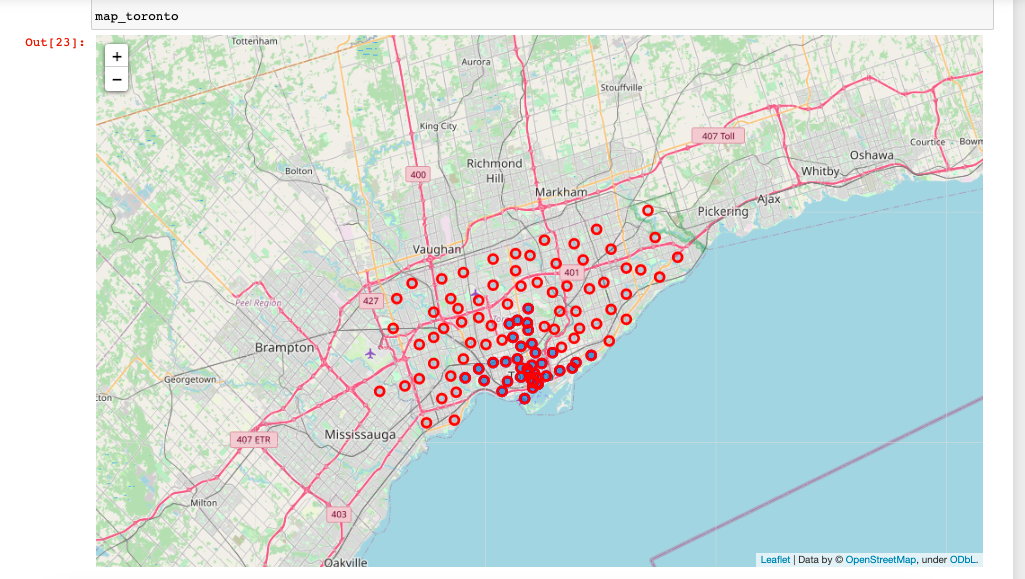 map_toronto
Out[23]:
+
−
Tottenham
Aurora
Stouffville
King City
407 Toll
Courtice
Bowm
Oshawa
Richmond
Hill
Whitby
Bolton
400
Markham
Ajax
Pickering
Vaughan
401
427
Peel Region
Brampton
Georgetown
cton
Mississauga
407 ETR
Milton
403
Oakville
Leaflet | Data by © OpenStreetMap, under ODbL.